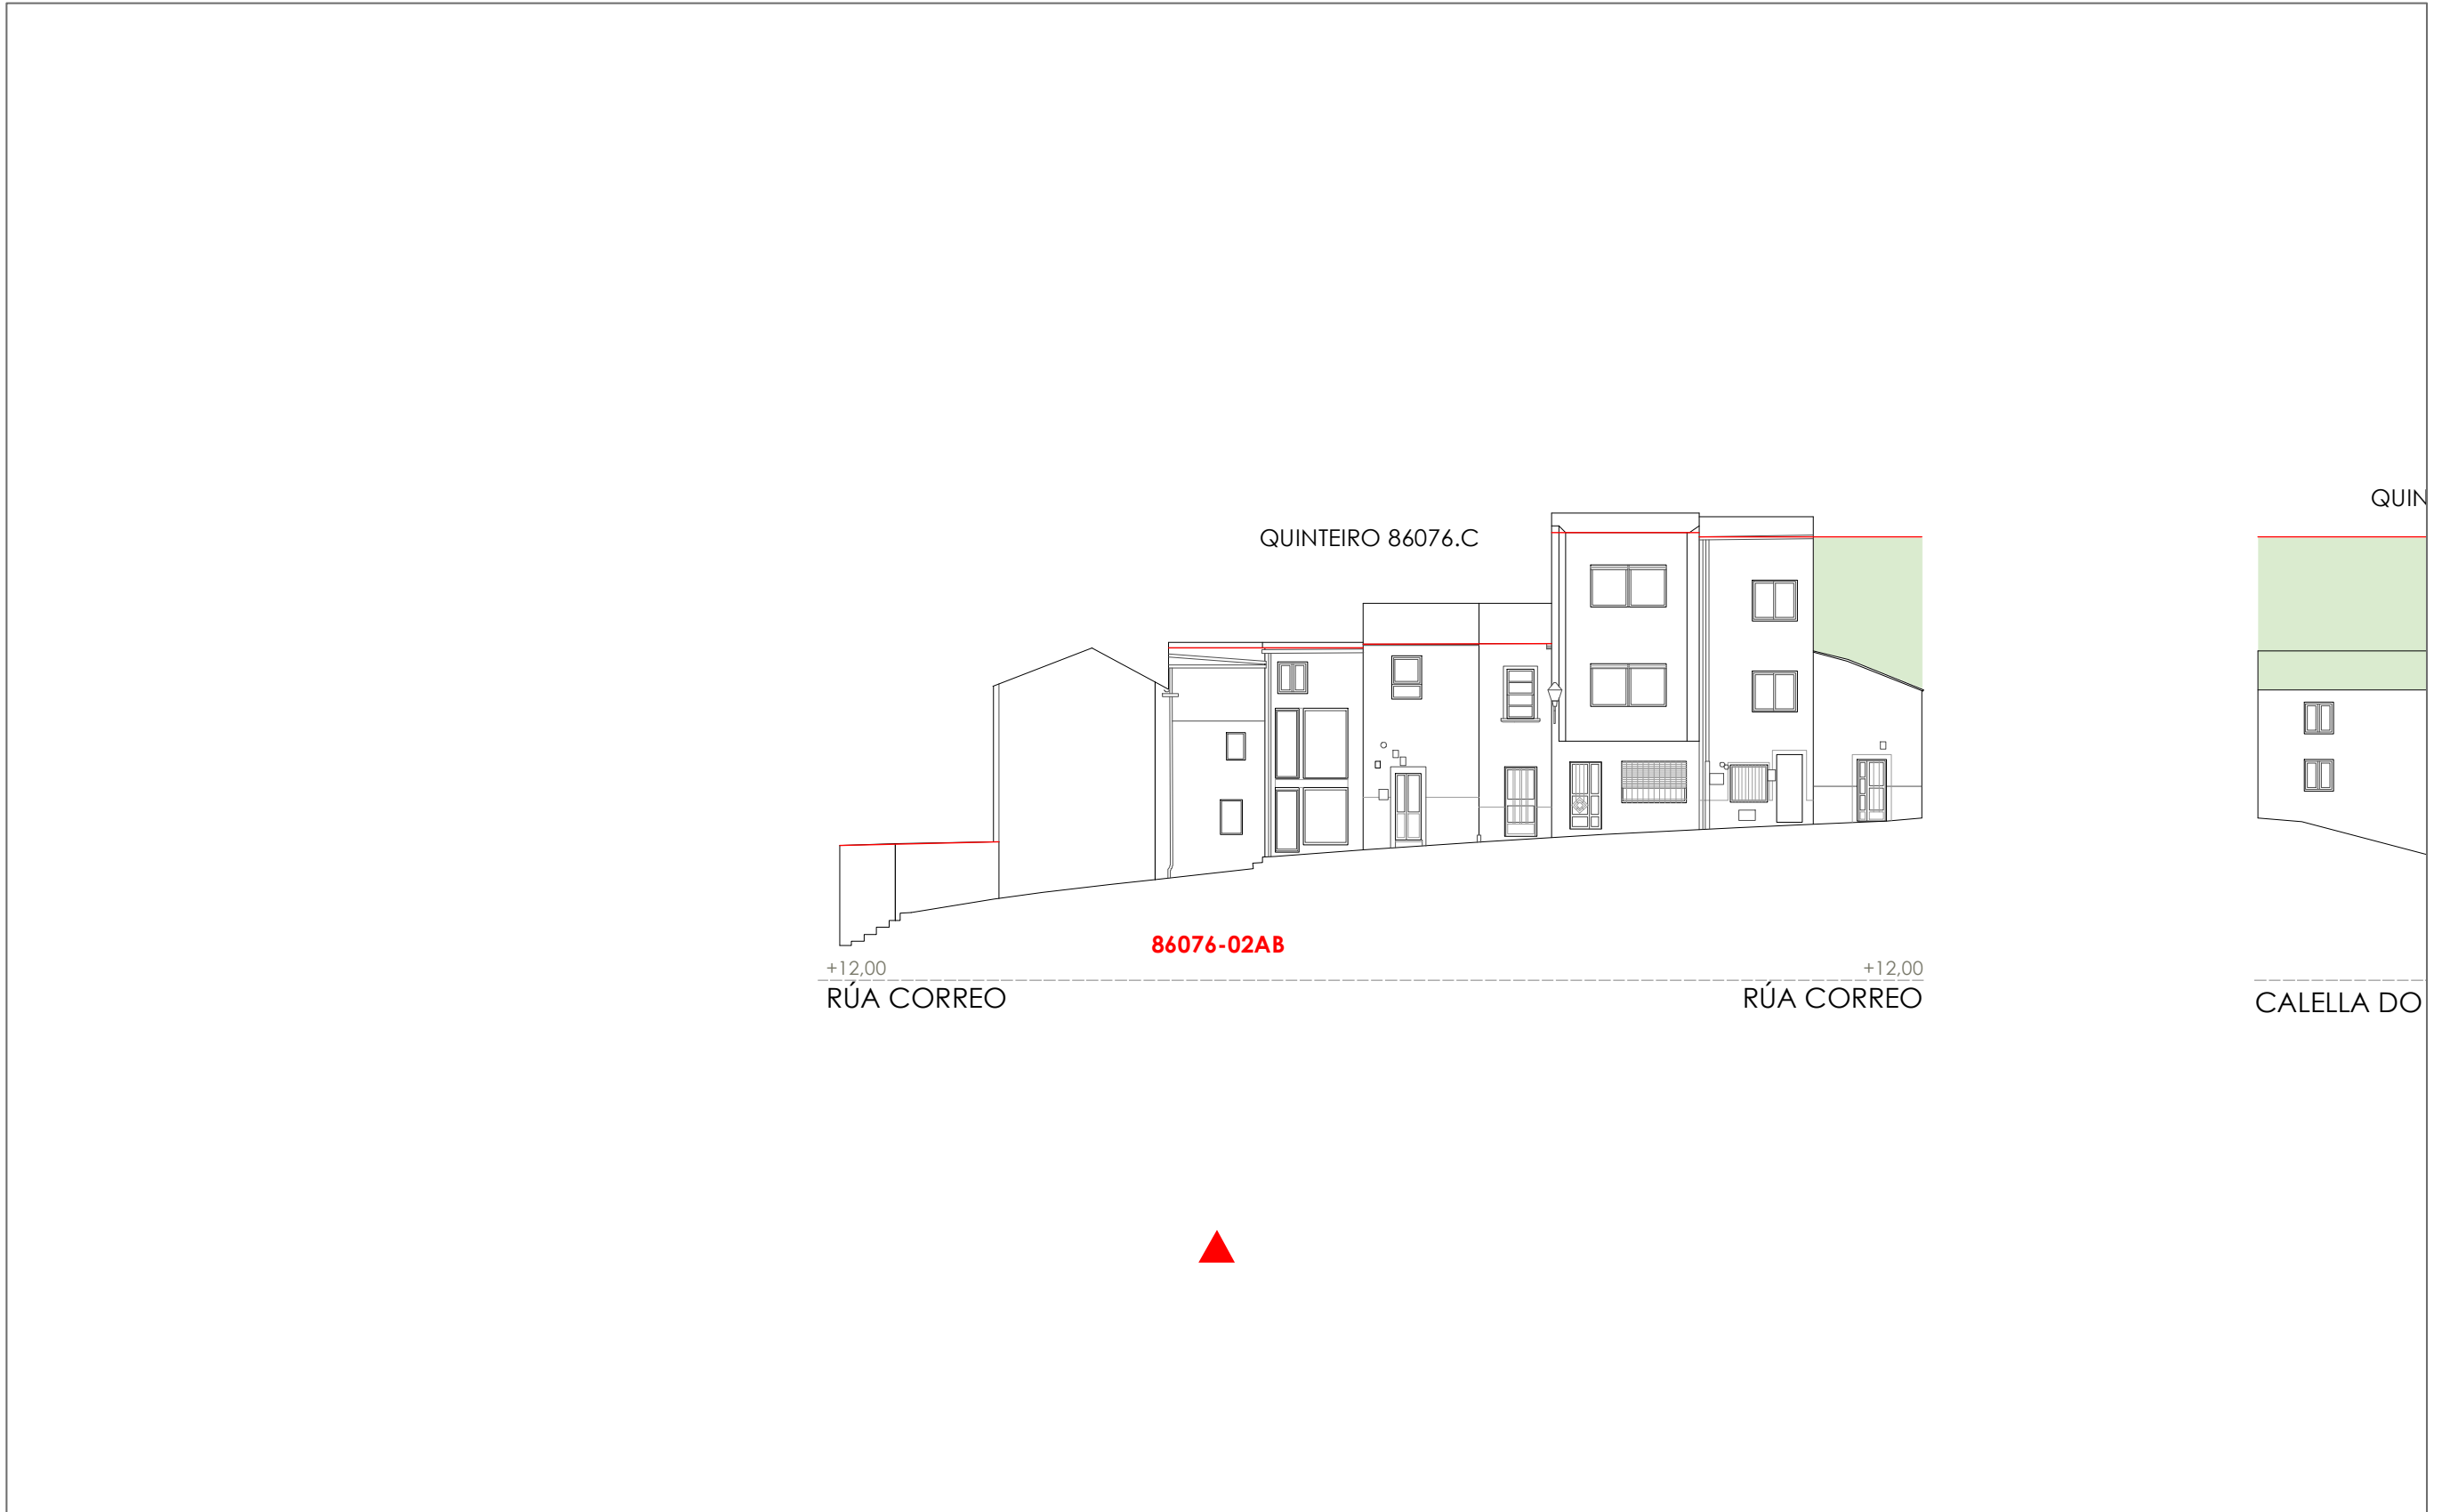 QUIN
QUINTEIRO 86076.C
86076-02AB
+12,00
+12,00
RÚA CORREO
RÚA CORREO
CALELLA DO